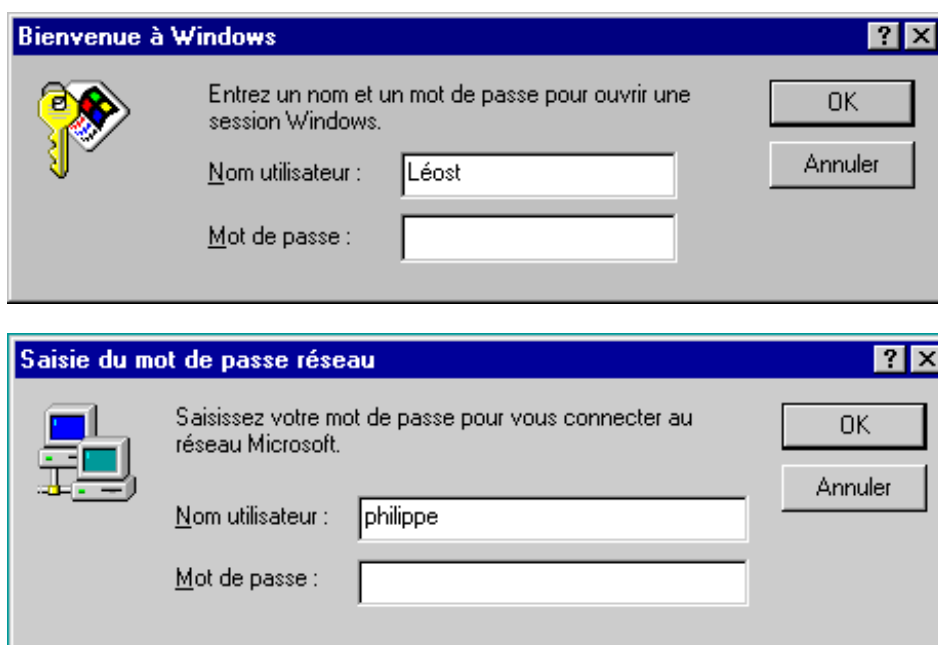 Bienvenue à Windows
Entrez un nom et un mot de passe pour ouvrir une
session Windows.
OK
Nom utilisateur : Léost
Annuler
Mot de passe :
Saisie du mot de passe réseau
Saisissez votre mot de passe pour vous connecter au
réseau Microsoft.
OK
Annuler
Nom utilisateur : philippe
Mot de passe :